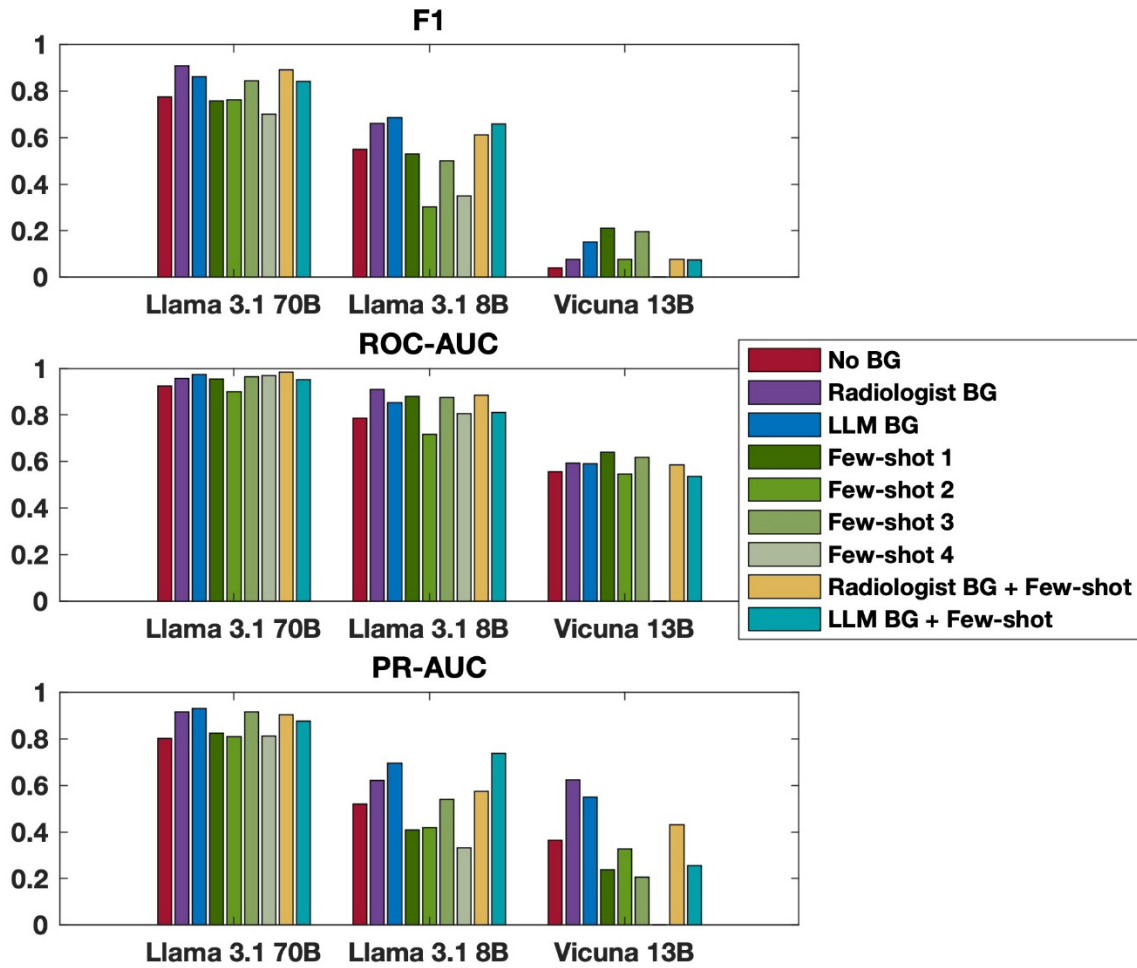 F1
1
0.8
0.6
0.4
0.2
0
Llama 3.1 70B Llama 3.1 8B Vicuna 13B
ROC-AUC
1
0.8
0.6
0.4
0.2
0
Llama 3.1 70B Llama 3.1 8B Vicuna 13B
No BG
Radiologist BG
LLM BG
Few-shot 1
Few-shot 2
Few-shot 3
Few-shot 4
Radiologist BG + Few-shot
LLM BG + Few-shot
PR-AUC
1
0.8
0.6
0.4
0.2
0
Llama 3.1 70B Llama 3.1 8B Vicuna 13B